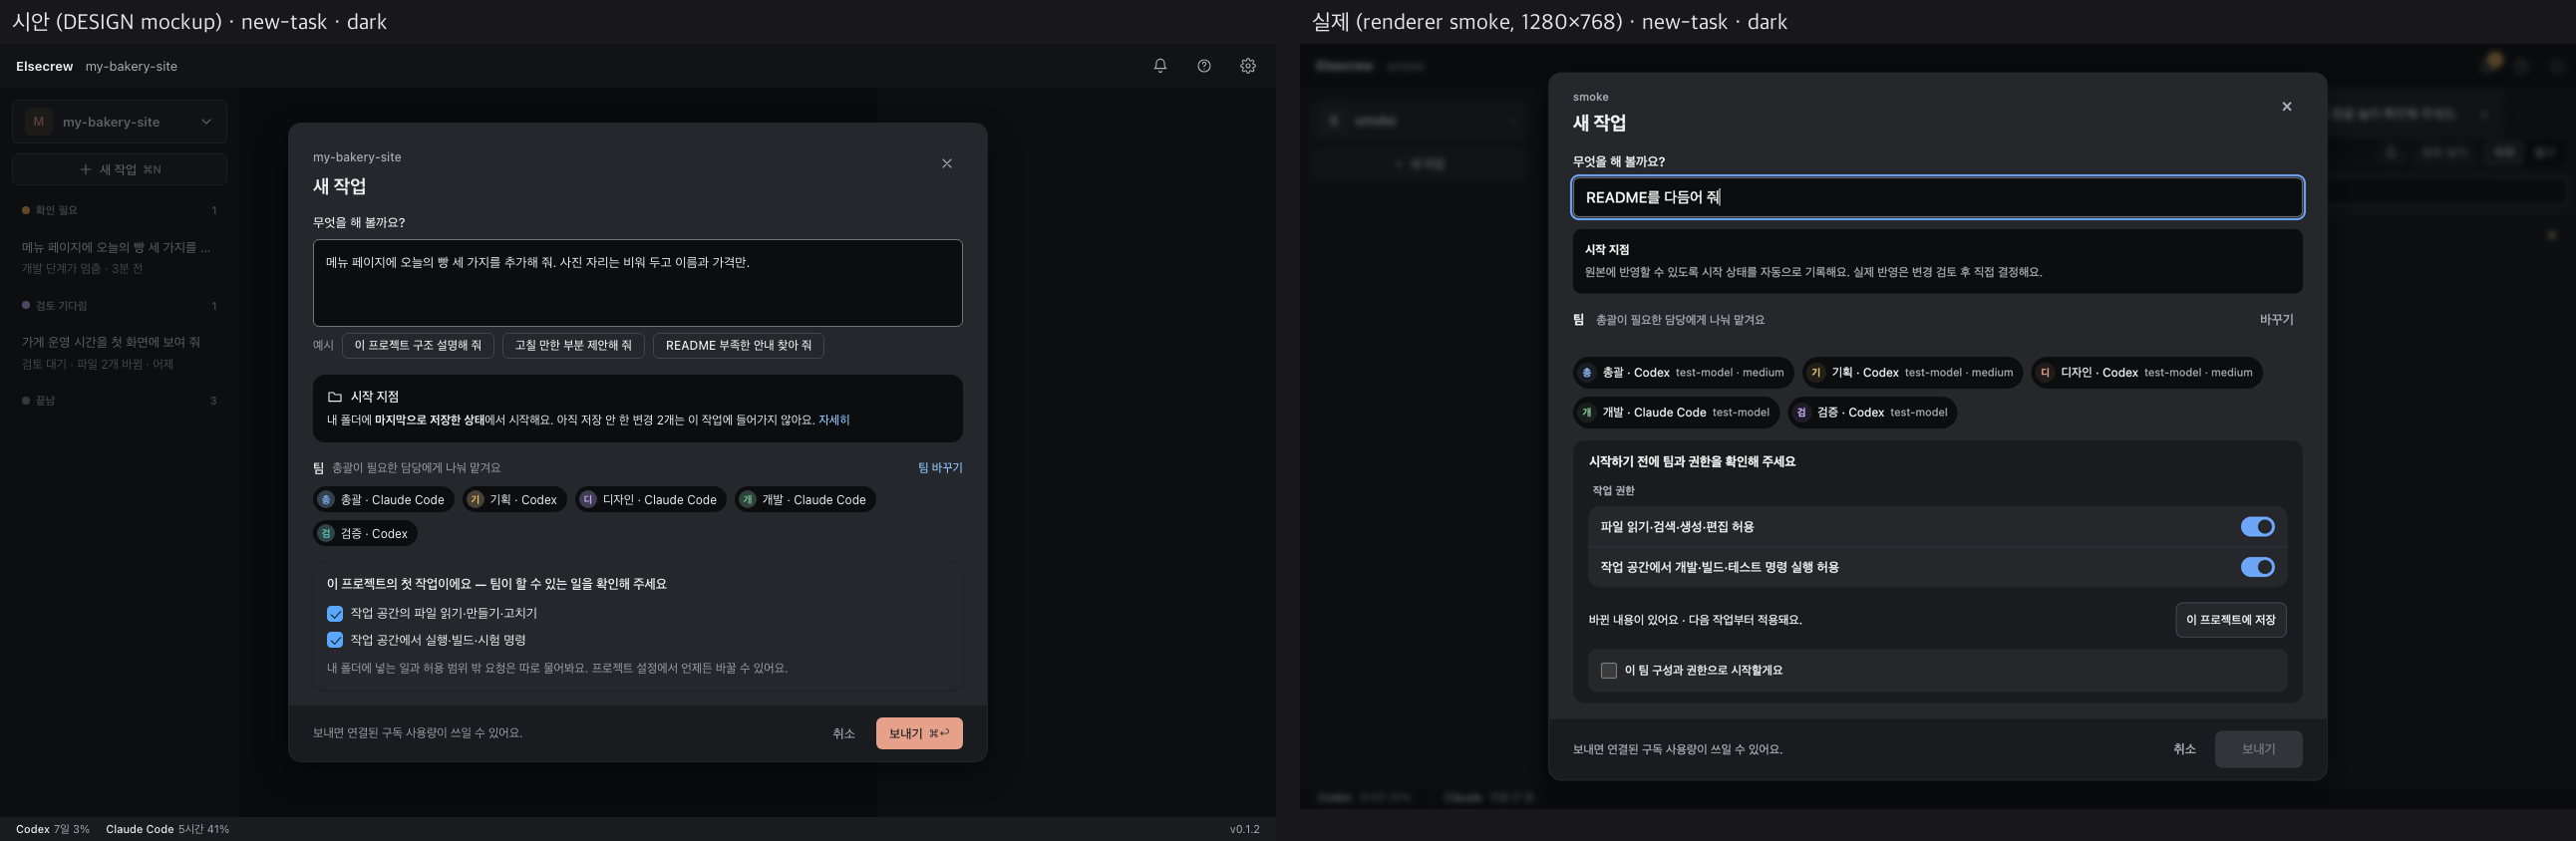 시안 (DESIGN mockup) · new-task · dark
Elsecrew my-bakery-site
M my-bakery-site
새 작업 ⌘N
확인 필요 1
메뉴 페이지에 오늘의 빵 세 가지를 ...
개발 단계가 멈춤 · 3분 전
검토 기다림 1
가게 운영 시간을 첫 화면에 보여 줘
검토 대기 · 파일 2개 바뀜 · 어제
끝남 3
my-bakery-site
새 작업
무엇을 해 볼까요?
메뉴 페이지에 오늘의 빵 세 가지를 추가해 줘. 사진 자리는 비워 두고 이름과 가격만.
예시 이 프로젝트 구조 설명해 줘 고칠 만한 부분 제안해 줘 README 부족한 안내 찾아 줘
시작 지점
내 폴더에 마지막으로 저장한 상태에서 시작해요. 아직 저장 안 한 변경 2개는 이 작업에 들어가지 않아요. 자세히
팀 총괄이 필요한 담당에게 나눠 맡겨요 팀 바꾸기
총 총괄 · Claude Code 기 기획 · Codex 디 디자인 · Claude Code 개 개발 · Claude Code
검 검증 · Codex
이 프로젝트의 첫 작업이에요 — 팀이 할 수 있는 일을 확인해 주세요
작업 공간의 파일 읽기·만들기·고치기
작업 공간에서 실행·빌드·시험 명령
내 폴더에 넣는 일과 허용 범위 밖 요청은 따로 물어봐요. 프로젝트 설정에서 언제든 바꿀 수 있어요.
보내면 연결된 구독 사용량이 쓰일 수 있어요. 취소 보내기 ⌘↩
Codex 7일 3% Claude Code 5시간 41% v0.1.2
실제 (renderer smoke, 1280×768) · new-task · dark
Elsecrew smoke
smoke
새 작업
smoke
새 작업
무엇을 해 볼까요?
README를 다듬어 줘
시작 지점
원본에 반영할 수 있도록 시작 상태를 자동으로 기록해요. 실제 반영은 변경 검토 후 직접 결정해요.
팀 총괄이 필요한 담당에게 나눠 맡겨요 바꾸기
총 총괄 · Codex test-model · medium 기 기획 · Codex test-model · medium 디 디자인 · Codex test-model · medium
개 개발 · Claude Code test-model 검 검증 · Codex test-model
시작하기 전에 팀과 권한을 확인해 주세요
작업 권한
파일 읽기·검색·생성·편집 허용
작업 공간에서 개발·빌드·테스트 명령 실행 허용
바뀐 내용이 있어요 · 다음 작업부터 적용돼요. 이 프로젝트에 저장
이 팀 구성과 권한으로 시작할게요
보내면 연결된 구독 사용량이 쓰일 수 있어요. 취소 보내기